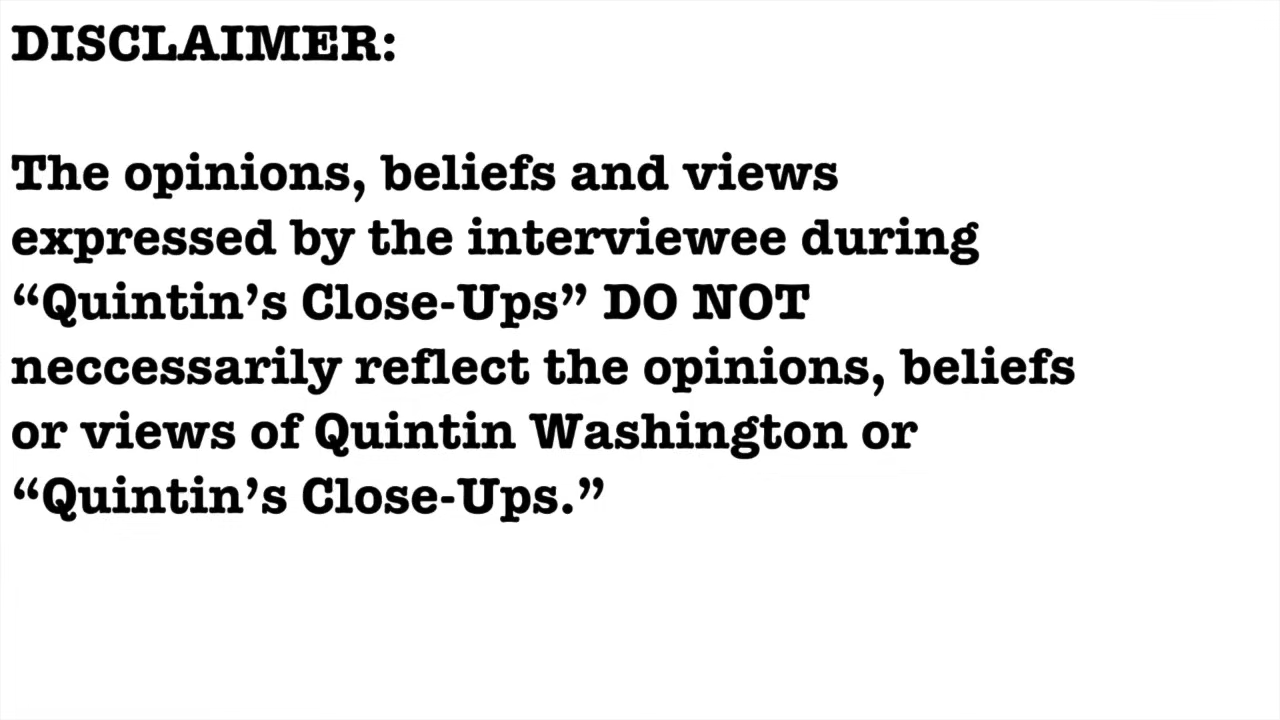 DISCLAIMER:
The opinions, beliefs and views
expressed by the interviewee during
“Quintin’s Close-Ups” DO NOT
neccessarily reflect the opinions, beliefs
or views of Quintin Washington or
“Quintin’s Close-Ups.”